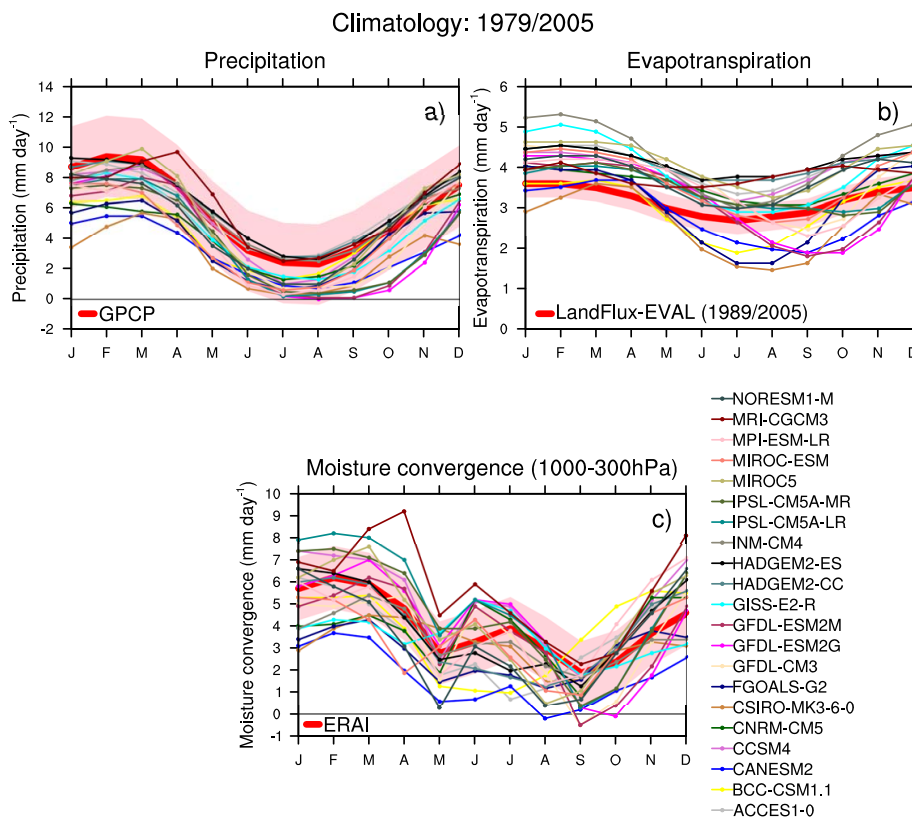 Climatology: 1979/2005
Precipitation
Evapotranspiration
Precipitation (mm day⁻¹)
14
12
10
8
6
4
2
0
-2
a)
GPCP
J F M A M J J A S O N D
Evapotranspiration (mm day⁻¹)
6
5
4
3
2
1
0
b)
LandFlux-EVAL (1989/2005)
J F M A M J J A S O N D
Moisture convergence (1000-300hPa)
Moisture convergence (mm day⁻¹)
10
9
8
7
6
5
4
3
2
1
0
-1
c)
ERAI
J F M A M J J A S O N D
NORESM1-M
MRI-CGCM3
MPI-ESM-LR
MIROC-ESM
MIROC5
IPSL-CM5A-MR
IPSL-CM5A-LR
INM-CM4
HADGEM2-ES
HADGEM2-CC
GISS-E2-R
GFDL-ESM2M
GFDL-ESM2G
GFDL-CM3
FGOALS-G2
CSIRO-MK3-6-0
CNRM-CM5
CCSM4
CANESM2
BCC-CSM1.1
ACCES1-0